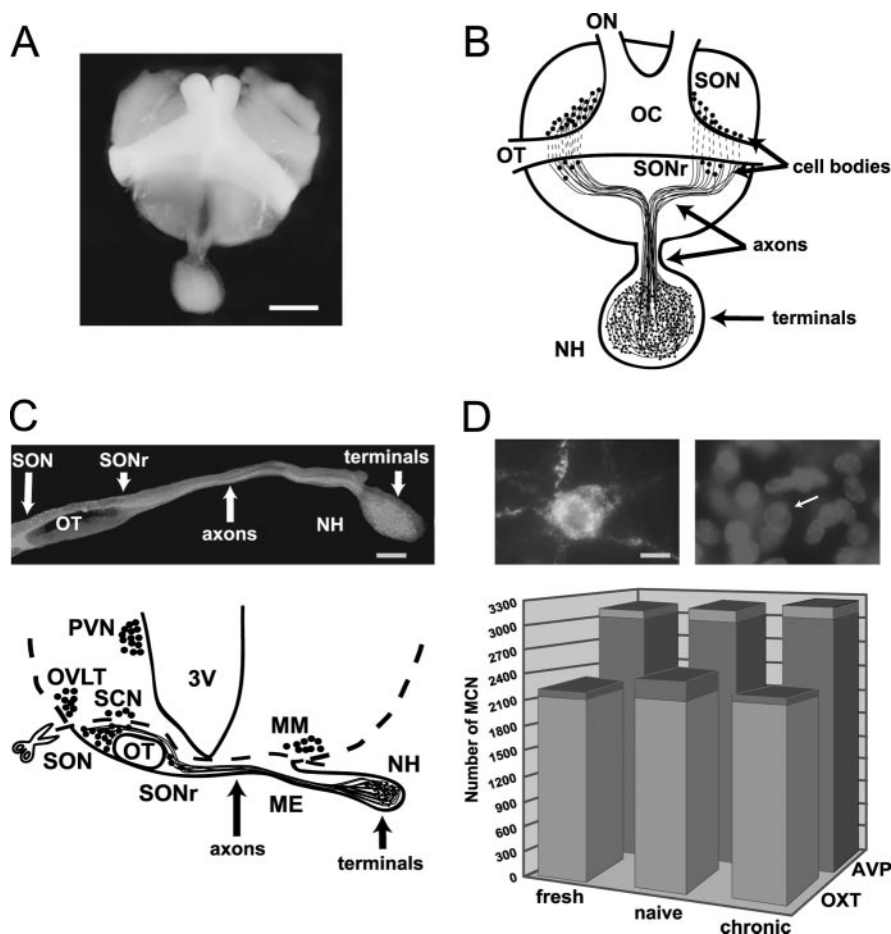 A
B
ON
SON
OC
OT
SONr
cell bodies
axons
terminals
NH
C
SON
SONr
terminals
OT
axons
NH
PVN
3V
OVLT
SCN
MM
OT
NH
SON
SONr
ME
axons
terminals
D
Number of MCN
3300
3000
2700
2400
2100
1800
1500
1200
900
600
300
0
fresh
naive
chronic
AVP
OXT